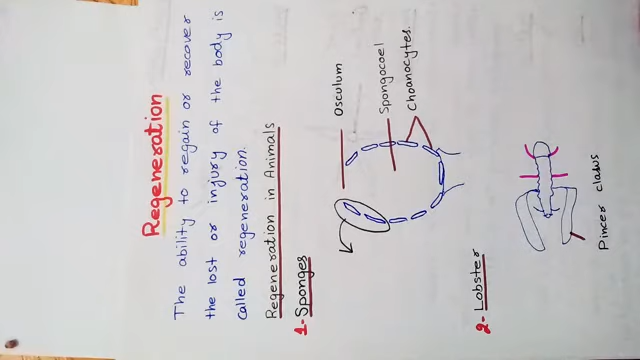 Regeneration
The ability to regain or recover
the lost or injury of the body is
called regeneration.
Regeneration in Animals
1- Sponges
Osculum
Spongocoel
Choanocytes
2- Lobster
Pincer clawus